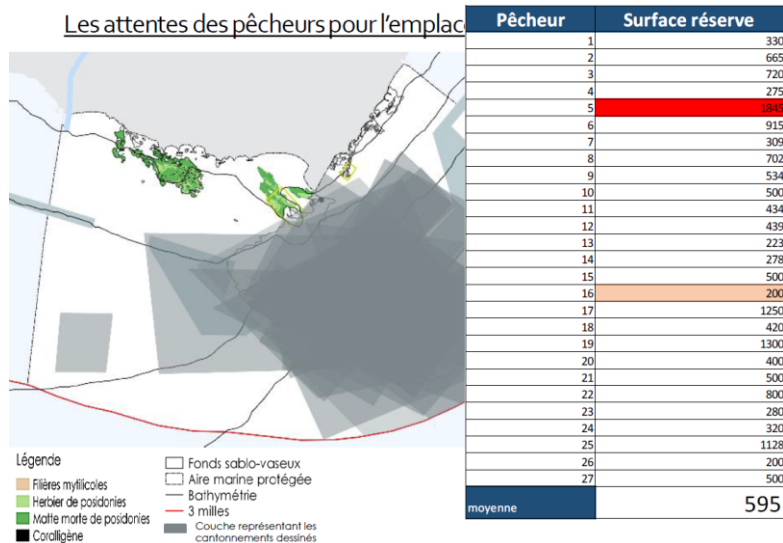 Les attentes des pêcheurs pour l'emplac
Pêcheur Surface réserve
1 330
2 665
3 720
4 275
5 1845
6 915
7 309
8 702
9 534
10 500
11 434
12 439
13 223
14 278
15 500
16 200
17 1250
18 420
19 1300
20 400
21 500
22 800
23 280
24 320
25 1128
26 200
27 500
moyenne 595
Légende
Filières mytilicoles
Herbier de posidonies
Matte morte de posidonies
Coralligène
Fonds sablo-vaseux
Aire marine protégée
Bathymétrie
3 milles
Couche représentant les
cantonnements dessinés